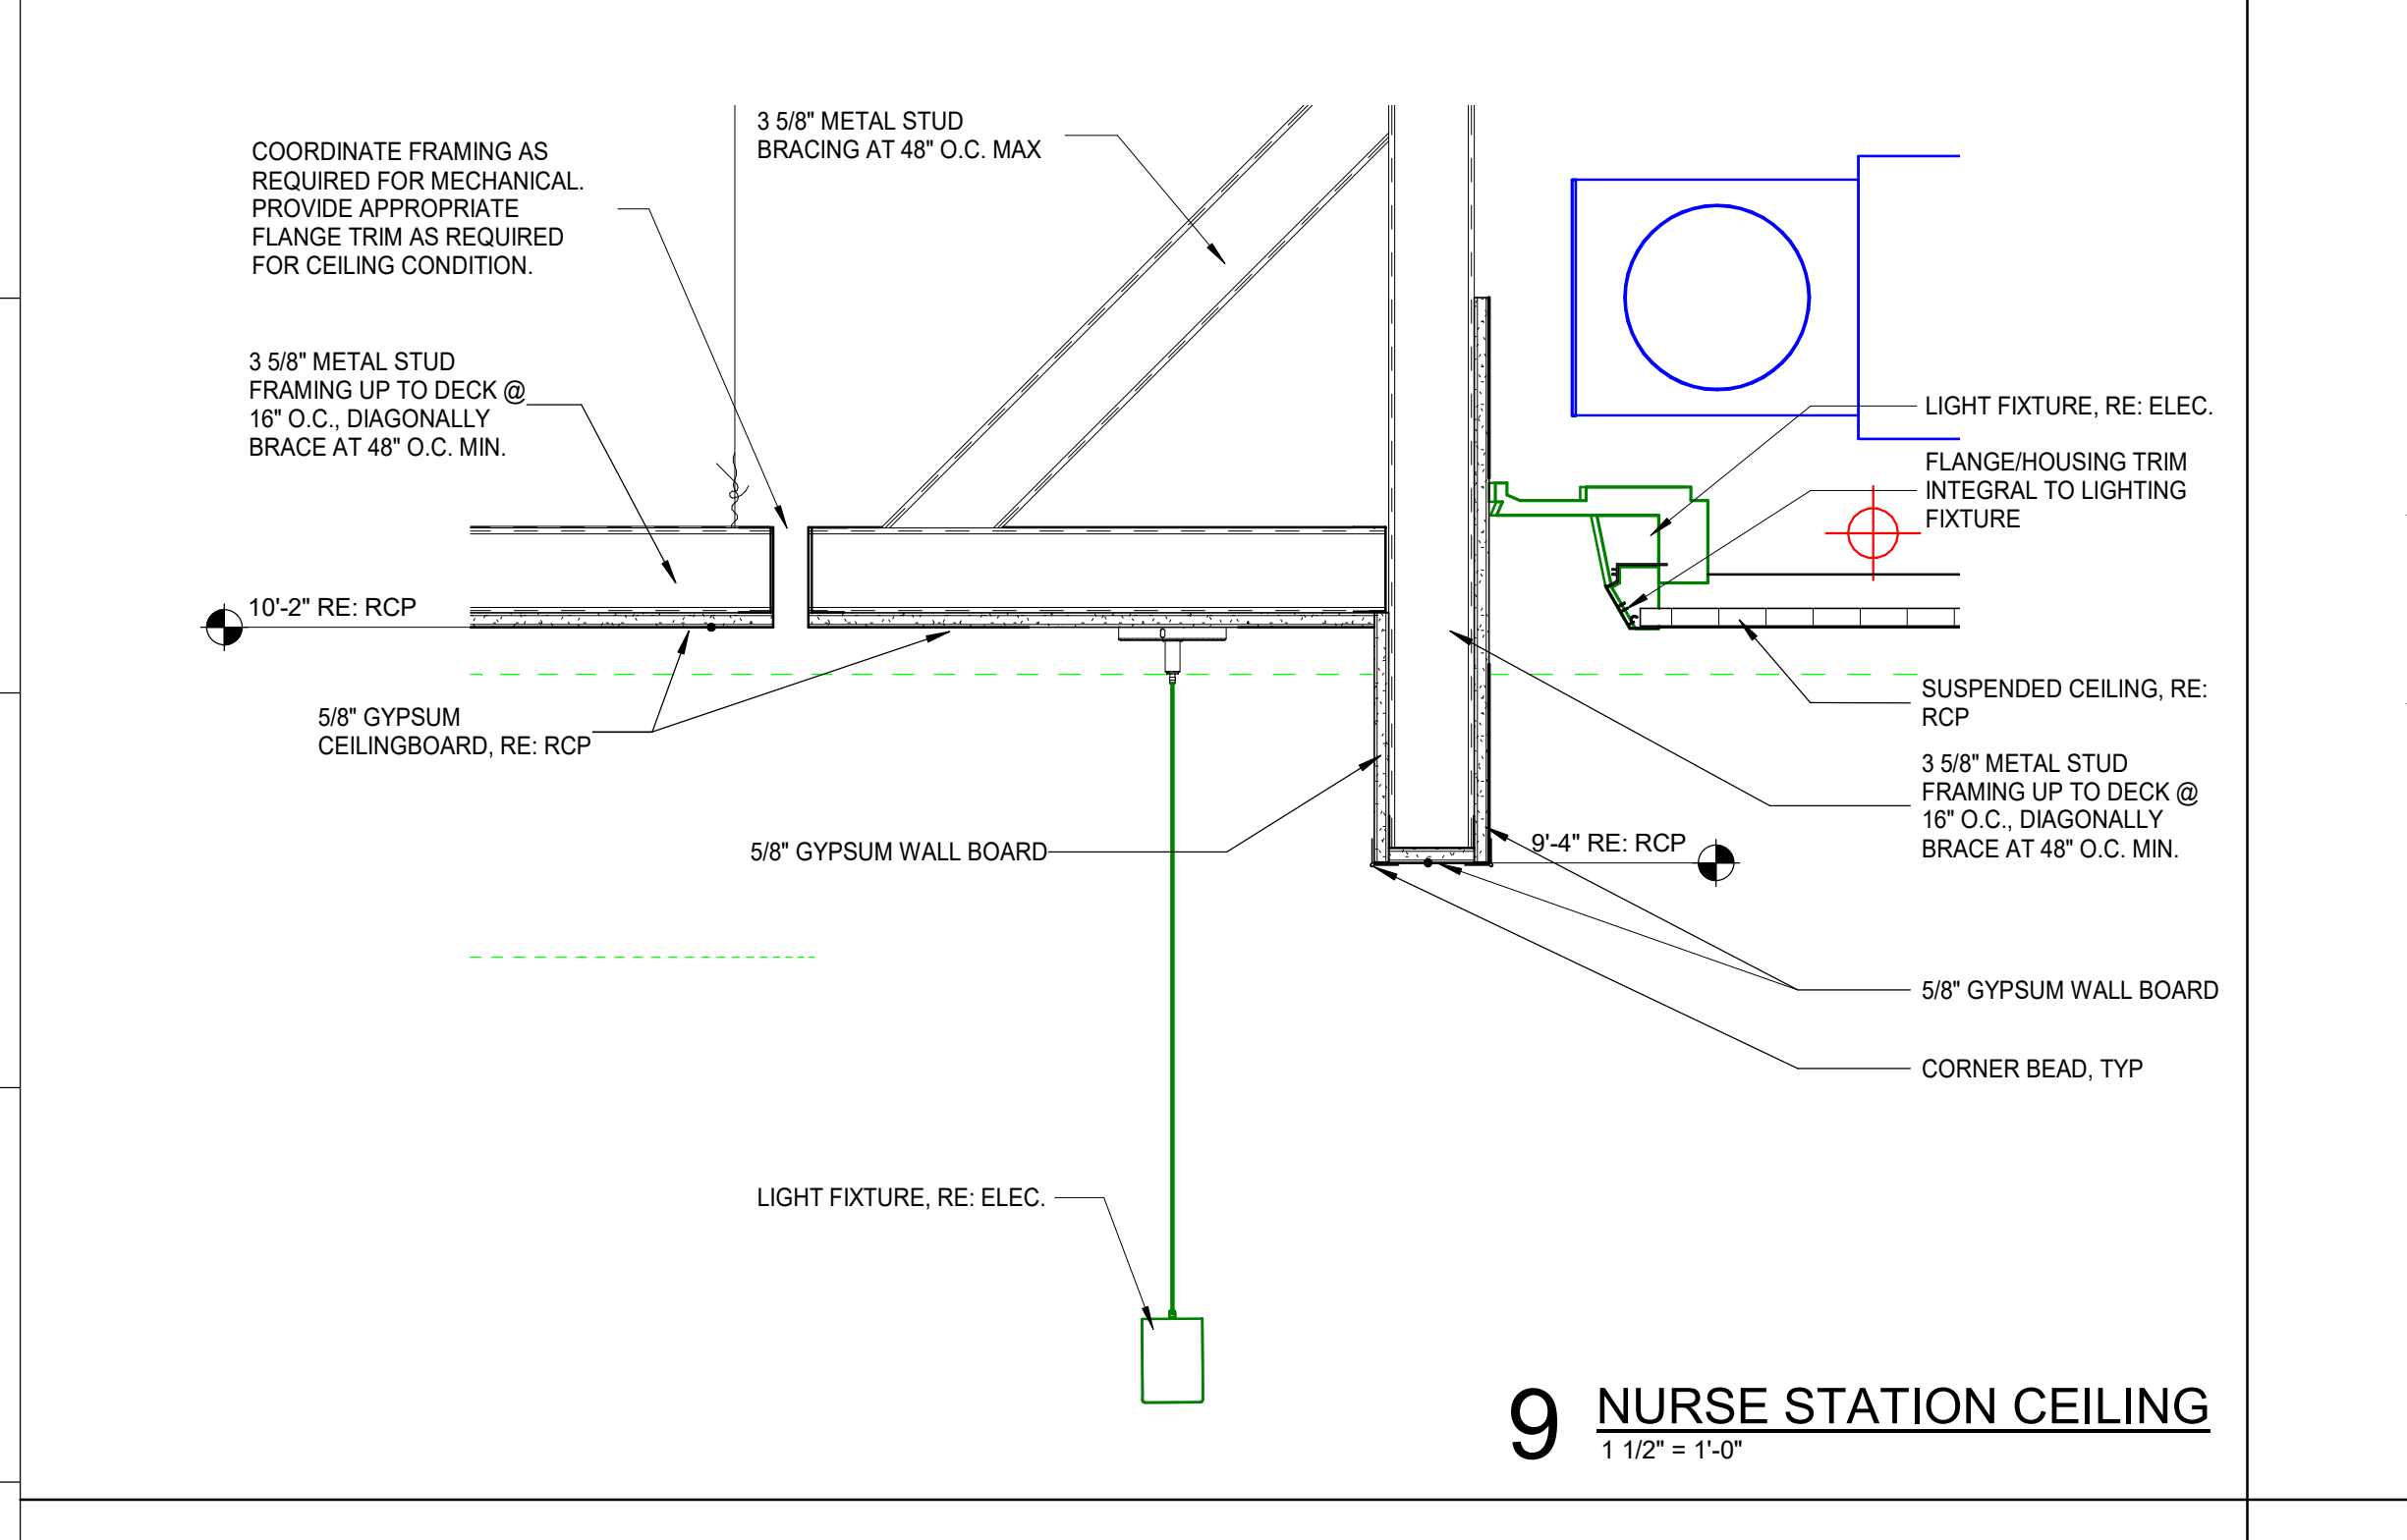 COORDINATE FRAMING AS
REQUIRED FOR MECHANICAL.
PROVIDE APPROPRIATE
FLANGE TRIM AS REQUIRED
FOR CEILING CONDITION.
3 5/8" METAL STUD
BRACING AT 48" O.C. MAX
3 5/8" METAL STUD
FRAMING UP TO DECK @
16" O.C., DIAGONALLY
BRACE AT 48" O.C. MIN.
10'-2" RE: RCP
5/8" GYPSUM
CEILINGBOARD, RE: RCP
5/8" GYPSUM WALL BOARD
LIGHT FIXTURE, RE: ELEC.
LIGHT FIXTURE, RE: ELEC.
FLANGE/HOUSING TRIM
INTEGRAL TO LIGHTING
FIXTURE
SUSPENDED CEILING, RE:
RCP
3 5/8" METAL STUD
FRAMING UP TO DECK @
16" O.C., DIAGONALLY
BRACE AT 48" O.C. MIN.
9'-4" RE: RCP
5/8" GYPSUM WALL BOARD
CORNER BEAD, TYP
9 NURSE STATION CEILING
1 1/2" = 1'-0"